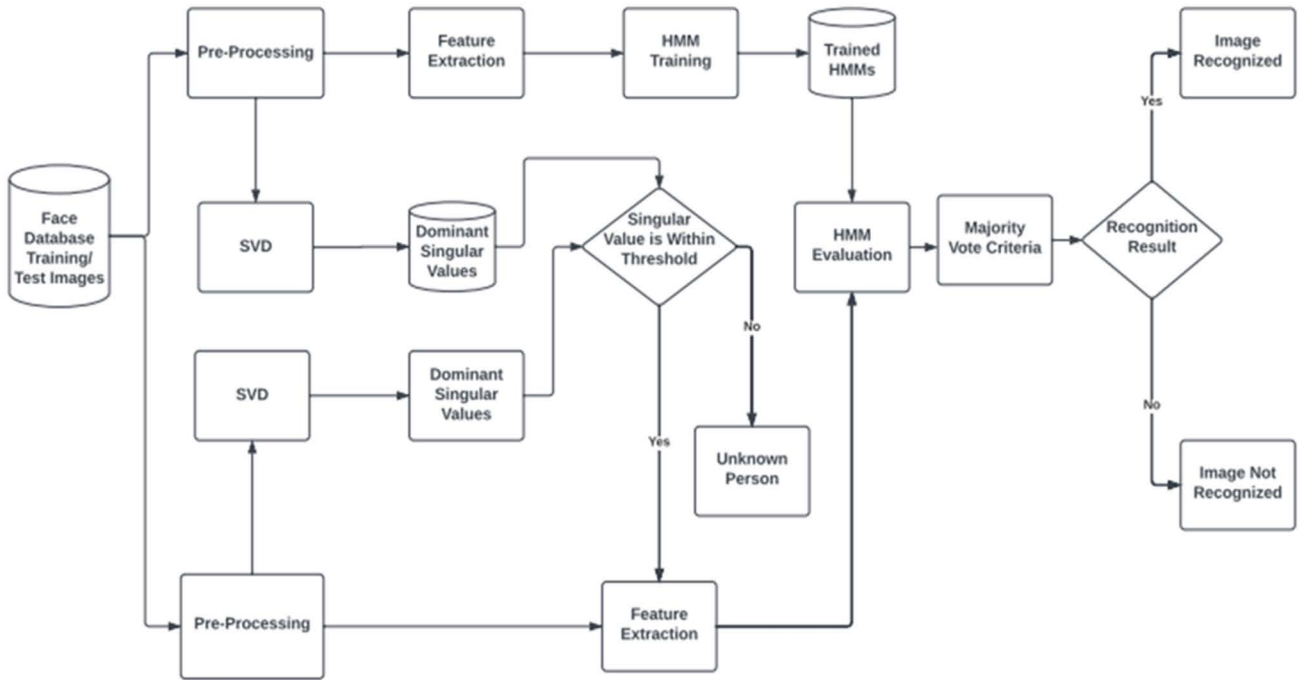 Pre-Processing
Feature
Extraction
HMM
Training
Trained
HMMs
Image
Recognized
Yes
Face
Database
Training/
Test Images
SVD
Dominant
Singular
Values
Singular
Value is Within
Threshold
HMM
Evaluation
Majority
Vote Criteria
Recognition
Result
No
SVD
Dominant
Singular
Values
No
Yes
Unknown
Person
Image Not
Recognized
Pre-Processing
Feature
Extraction